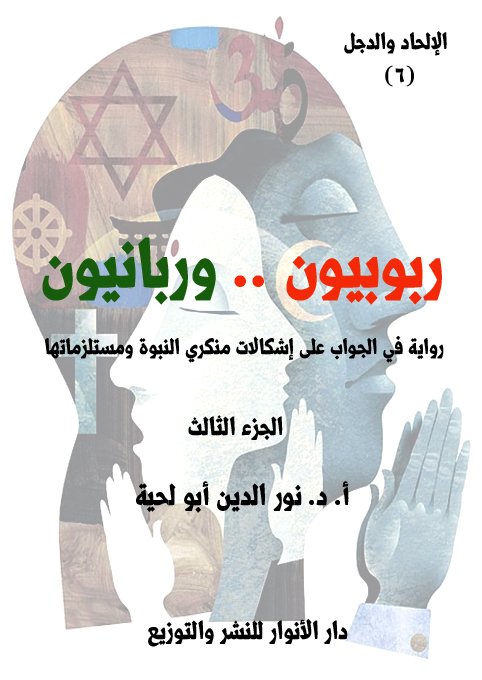 الإلحاد والدجل
(٦)
ربوبيون .. وربانيون
رواية في الجواب على إشكالات منكري النبوة ومستلزماتها
الجزء الثالث
أ. د. نور الدين أبو لحية
دار الأنوار للنشر والتوزيع